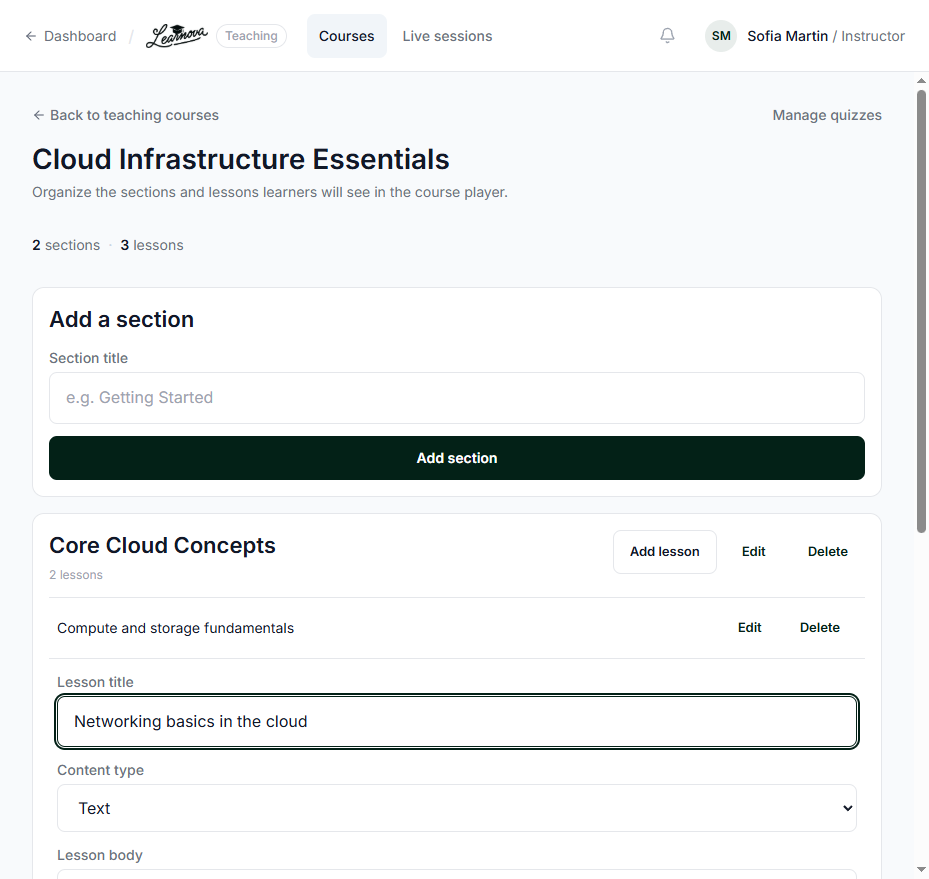 ← Dashboard / Learnova Teaching Courses Live sessions SM Sofia Martin / Instructor
← Back to teaching courses Manage quizzes
Cloud Infrastructure Essentials
Organize the sections and lessons learners will see in the course player.
2 sections · 3 lessons
Add a section
Section title
e.g. Getting Started
Add section
Core Cloud Concepts Add lesson Edit Delete
2 lessons
Compute and storage fundamentals Edit Delete
Lesson title
Networking basics in the cloud
Content type
Text
Lesson body